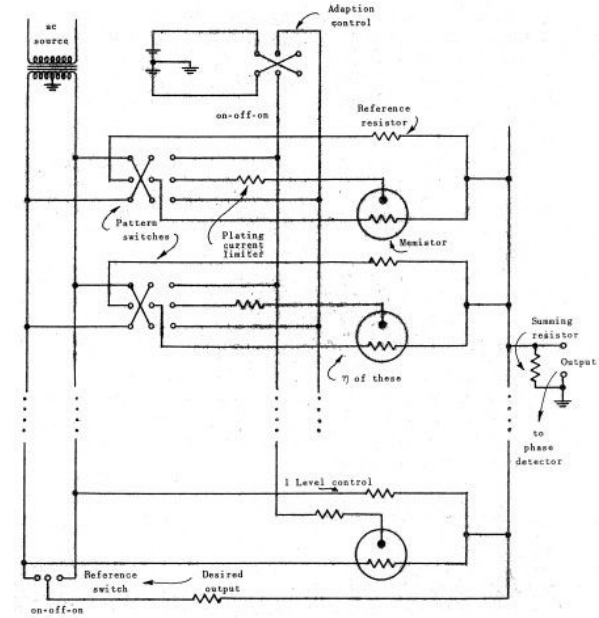 ac
source
Adaption
control
on-off-on
Reference
resistor
Pattern
switches
Plating
current
limiter
Memistor
η of these
Summing
resistor
Output
to
phase
detector
1 Level control
Reference
switch
Desired
output
on-off-on